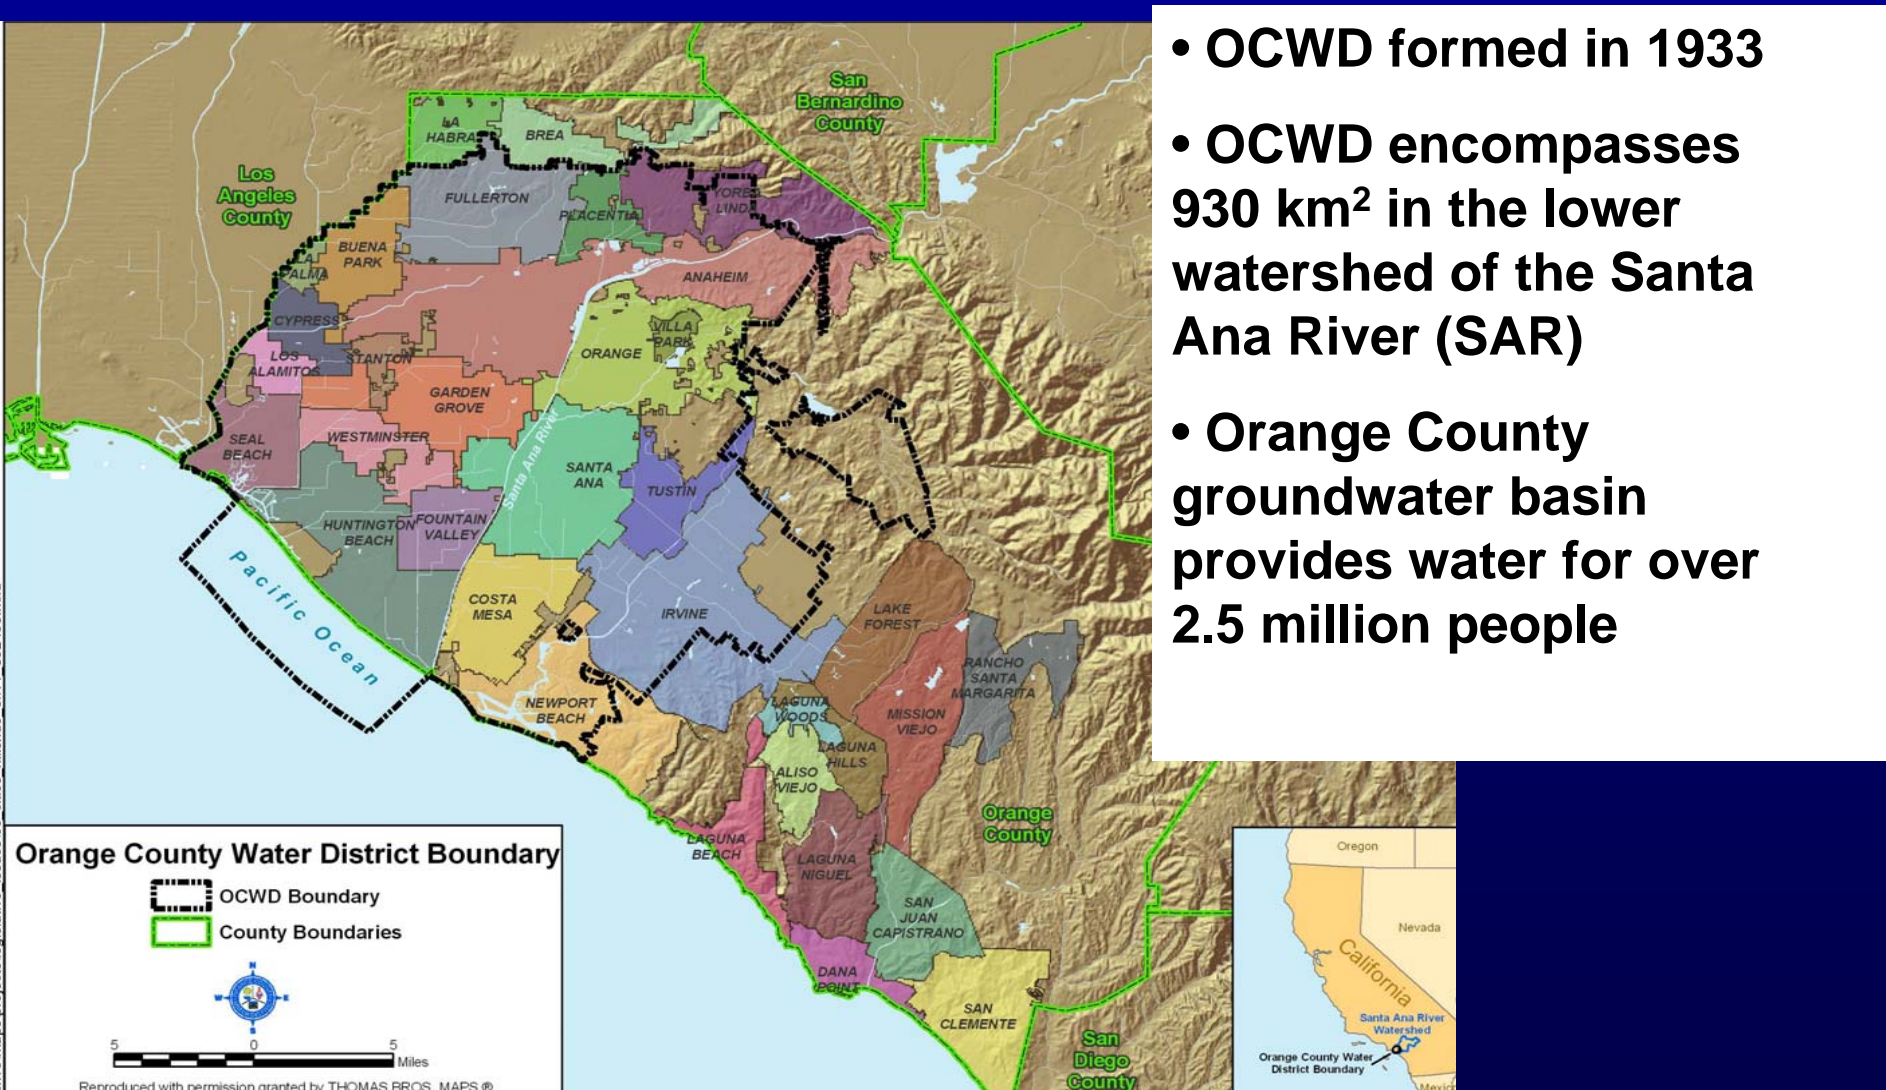 San
Bernardino
County
LA
HABRA
BREA
Los
Angeles
County
FULLERTON
PLACENTIA
YORBA
LINDA
BUENA
PARK
LA
PALMA
ANAHEIM
CYPRESS
VILLA
PARK
ORANGE
LOS
ALAMITOS
STANTON
GARDEN
GROVE
SEAL
BEACH
WESTMINSTER
Santa Ana River
SANTA
ANA
TUSTIN
HUNTINGTON
BEACH
FOUNTAIN
VALLEY
Pacific Ocean
COSTA
MESA
IRVINE
LAKE
FOREST
RANCHO
SANTA
MARGARITA
NEWPORT
BEACH
LAGUNA
WOODS
MISSION
VIEJO
LAGUNA
HILLS
ALISO
VIEJO
Orange
County
LAGUNA
BEACH
LAGUNA
NIGUEL
SAN
JUAN
CAPISTRANO
DANA
POINT
SAN
CLEMENTE
San
Diego
County
• OCWD formed in 1933
• OCWD encompasses
930 km² in the lower
watershed of the Santa
Ana River (SAR)
• Orange County
groundwater basin
provides water for over
2.5 million people
Orange County Water District Boundary
OCWD Boundary
County Boundaries
N
W E
S
5 0 5
Miles
Reproduced with permission granted by THOMAS BROS. MAPS ®
Oregon
Nevada
California
Santa Ana River
Watershed
Orange County Water
District Boundary
Mexico